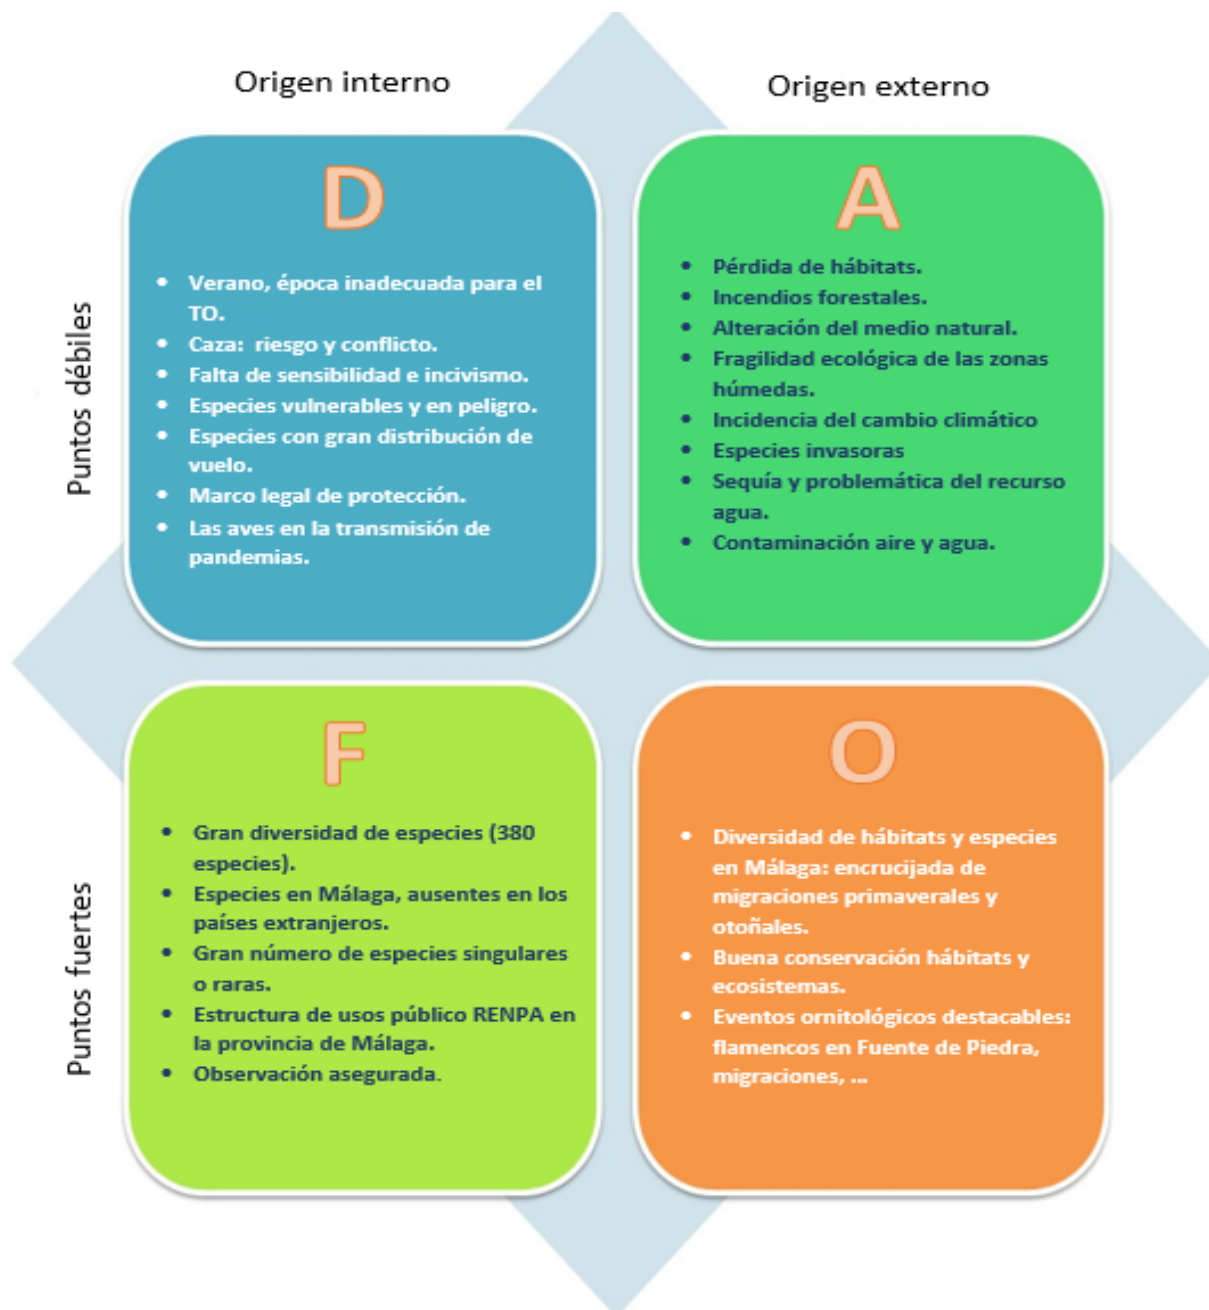 Origen interno
Origen externo
Puntos débiles
D
• Verano, época inadecuada para el
TO.
• Caza: riesgo y conflicto.
• Falta de sensibilidad e incivismo.
• Especies vulnerables y en peligro.
• Especies con gran distribución de
vuelo.
• Marco legal de protección.
• Las aves en la transmisión de
pandemias.
A
• Pérdida de hábitats.
• Incendios forestales.
• Alteración del medio natural.
• Fragilidad ecológica de las zonas
húmedas.
• Incidencia del cambio climático
• Especies invasoras
• Sequía y problemática del recurso
agua.
• Contaminación aire y agua.
Puntos fuertes
F
• Gran diversidad de especies (380
especies).
• Especies en Málaga, ausentes en los
países extranjeros.
• Gran número de especies singulares
o raras.
• Estructura de usos público RENPA en
la provincia de Málaga.
• Observación asegurada.
O
• Diversidad de hábitats y especies
en Málaga: encrucijada de
migraciones primaverales y
otoñales.
• Buena conservación hábitats y
ecosistemas.
• Eventos ornitológicos destacables:
flamencos en Fuente de Piedra,
migraciones, ...